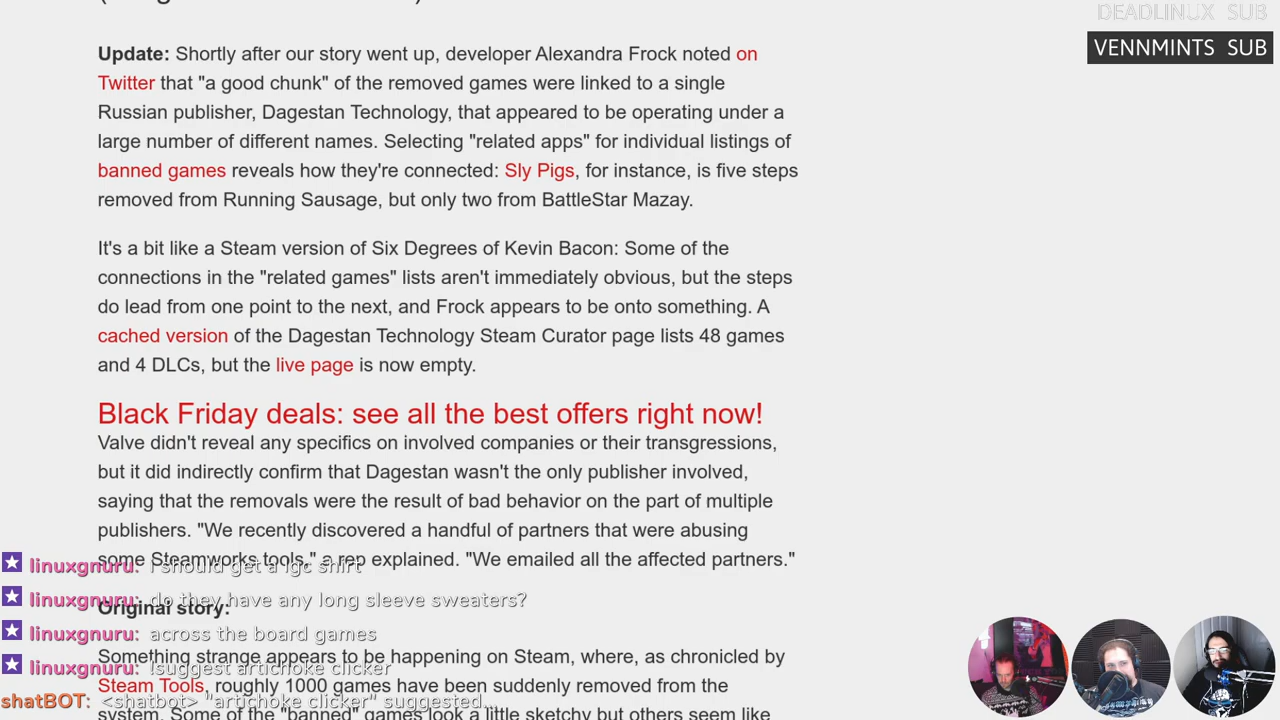 DEADLINUX SUB
VENNMINTS SUB
Update: Shortly after our story went up, developer Alexandra Frock noted on
Twitter that "a good chunk" of the removed games were linked to a single
Russian publisher, Dagestan Technology, that appeared to be operating under a
large number of different names. Selecting "related apps" for individual listings of
banned games reveals how they're connected: Sly Pigs, for instance, is five steps
removed from Running Sausage, but only two from BattleStar Mazay.
It's a bit like a Steam version of Six Degrees of Kevin Bacon: Some of the
connections in the "related games" lists aren't immediately obvious, but the steps
do lead from one point to the next, and Frock appears to be onto something. A
cached version of the Dagestan Technology Steam Curator page lists 48 games
and 4 DLCs, but the live page is now empty.
Black Friday deals: see all the best offers right now!
Valve didn't reveal any specifics on involved companies or their transgressions,
but it did indirectly confirm that Dagestan wasn't the only publisher involved,
saying that the removals were the result of bad behavior on the part of multiple
publishers. "We recently discovered a handful of partners that were abusing
some Steamworks tools," a rep explained. "We emailed all the affected partners."
linuxgnuru: i should get a lgc shirt
linuxgnuru: do they have any long sleeve sweaters?
Original story:
linuxgnuru: across the board games
Something strange appears to be happening on Steam, where, as chronicled by
linuxgnuru: !suggest artichoke clicker
Steam Tools, roughly 1000 games have been suddenly removed from the
shatBOT: <shatbot> "artichoke clicker" suggested.
system. Some of the "banned" games look a little sketchy but others seem like